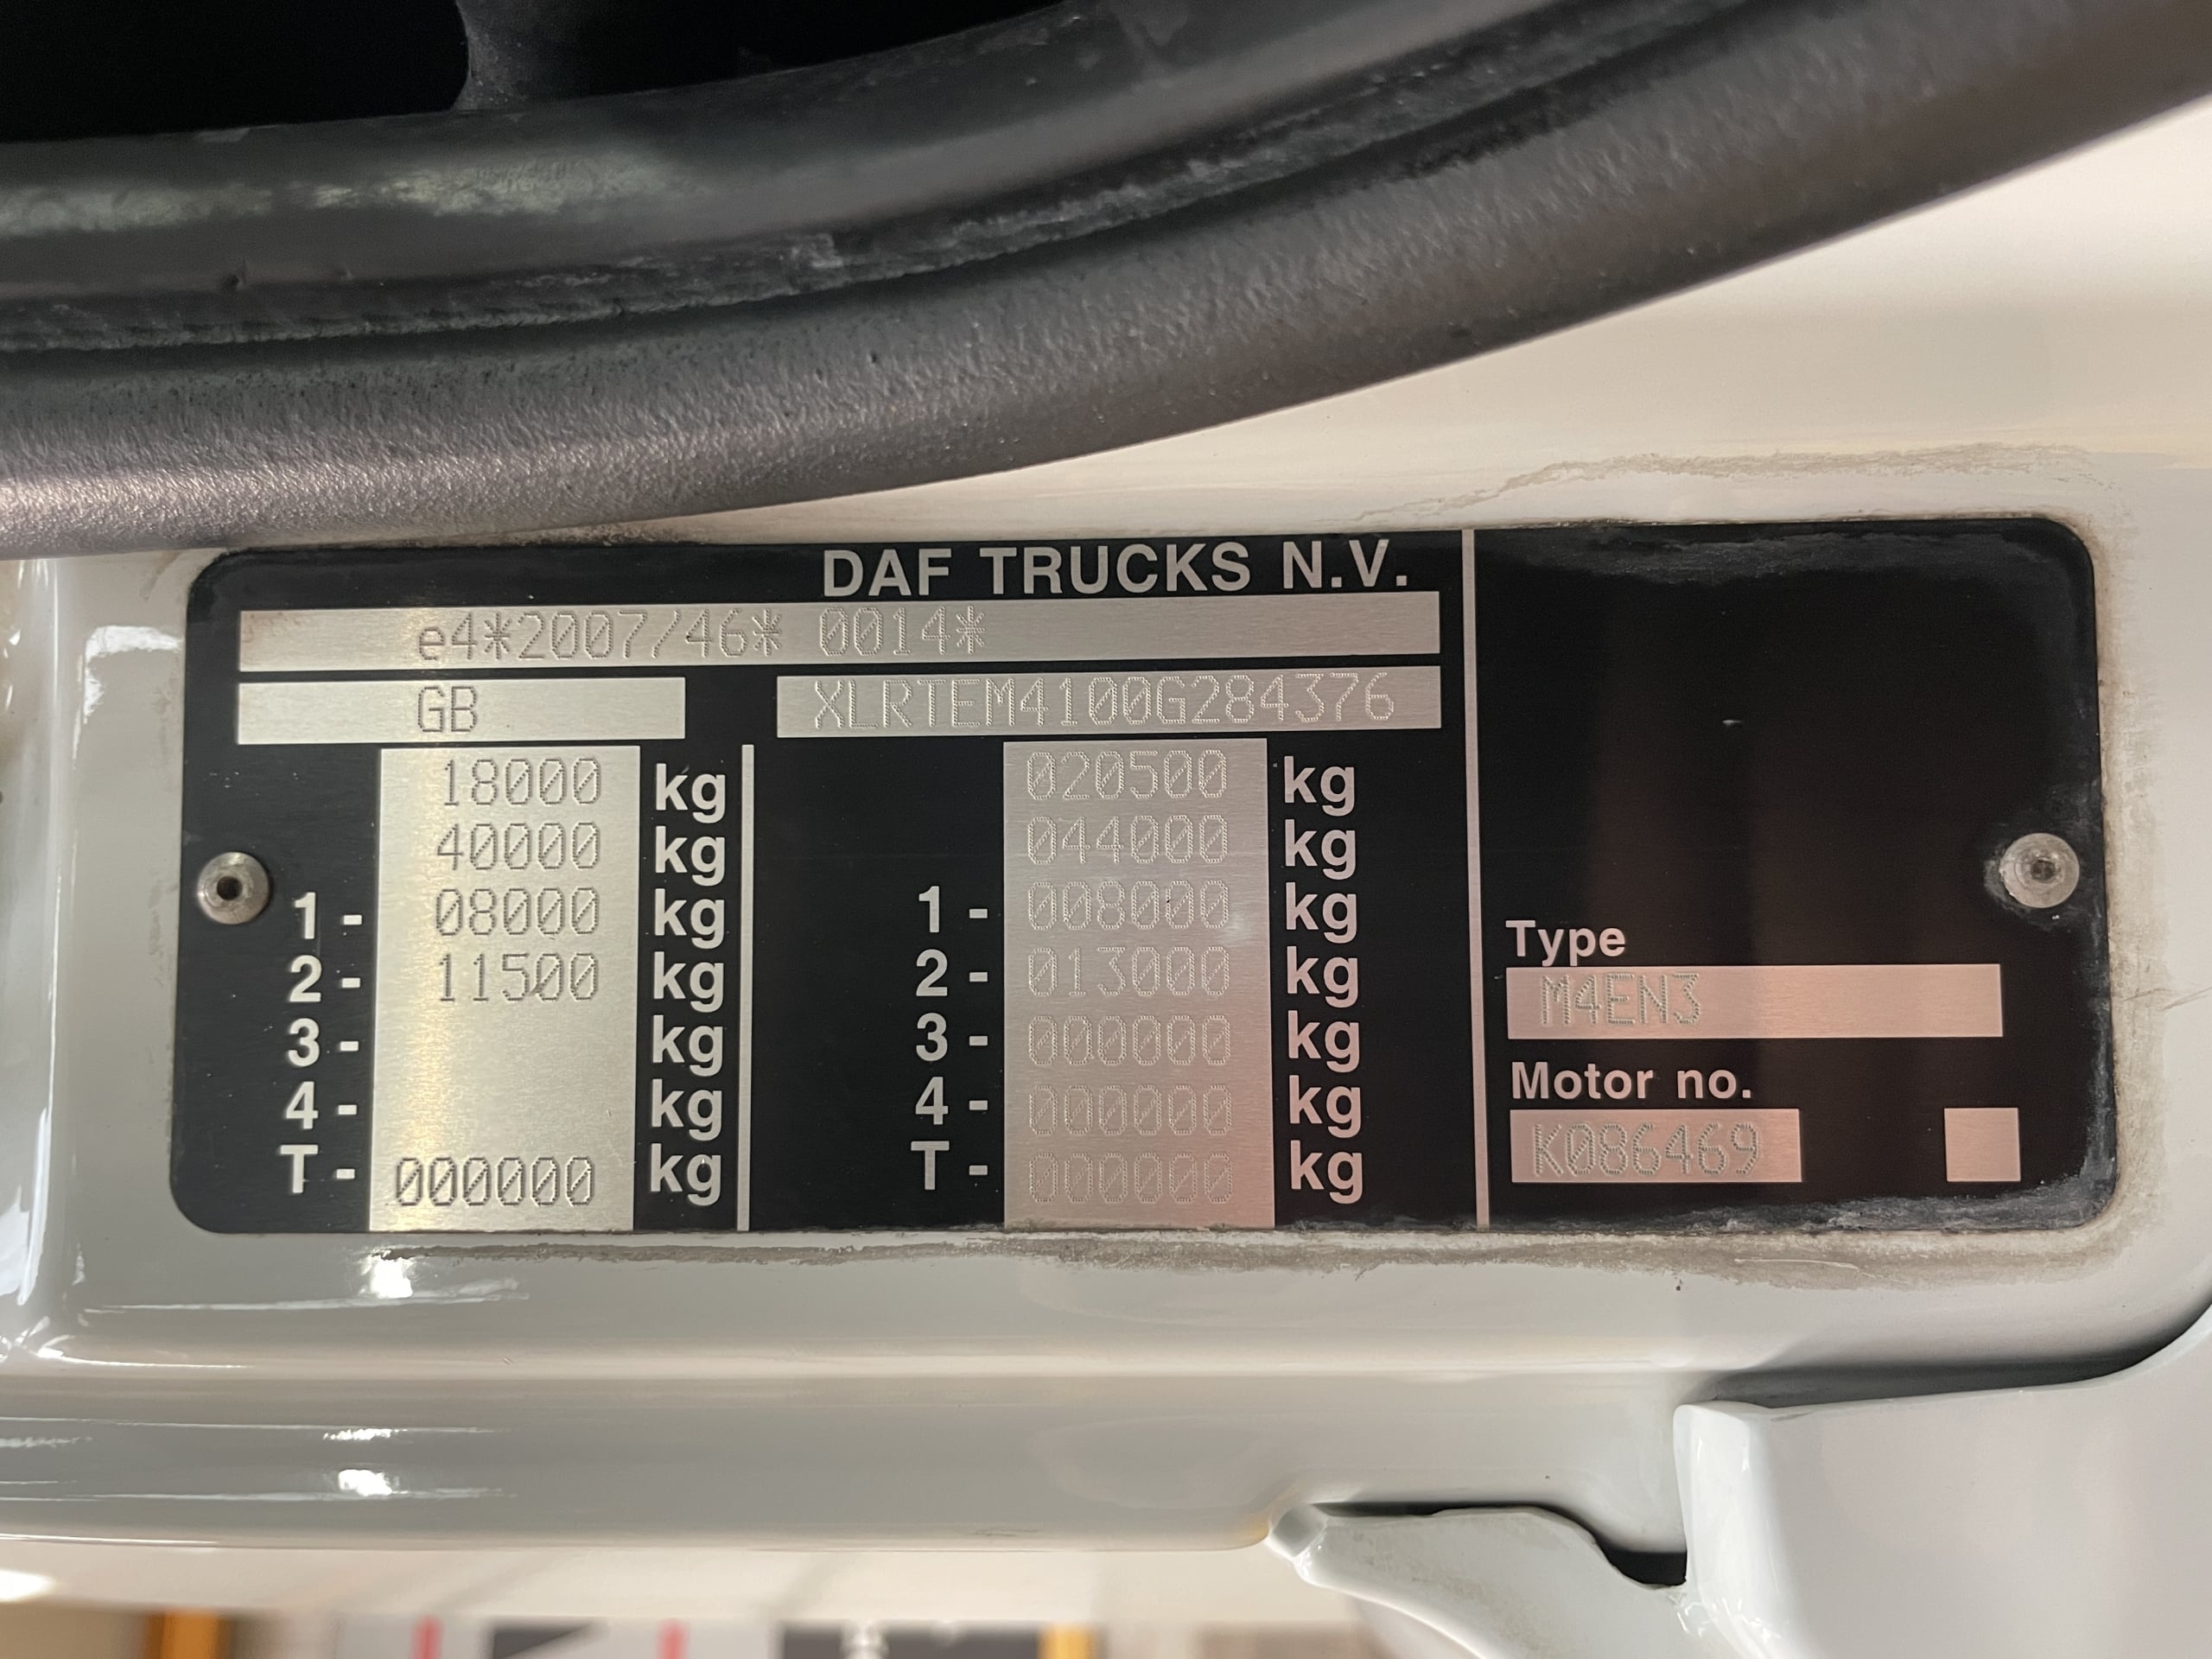 DAF TRUCKS N.V.
e4*2007/46* 0014*
GB XLRTEM4100G284376
18000 kg 020500 kg
40000 kg 044000 kg
1 - 08000 kg 1 - 008000 kg
2 - 11500 kg 2 - 013000 kg
3 - kg 3 - 000000 kg
4 - kg 4 - 000000 kg
T - 000000 kg T - 000000 kg
Type
M4EN3
Motor no.
K086469